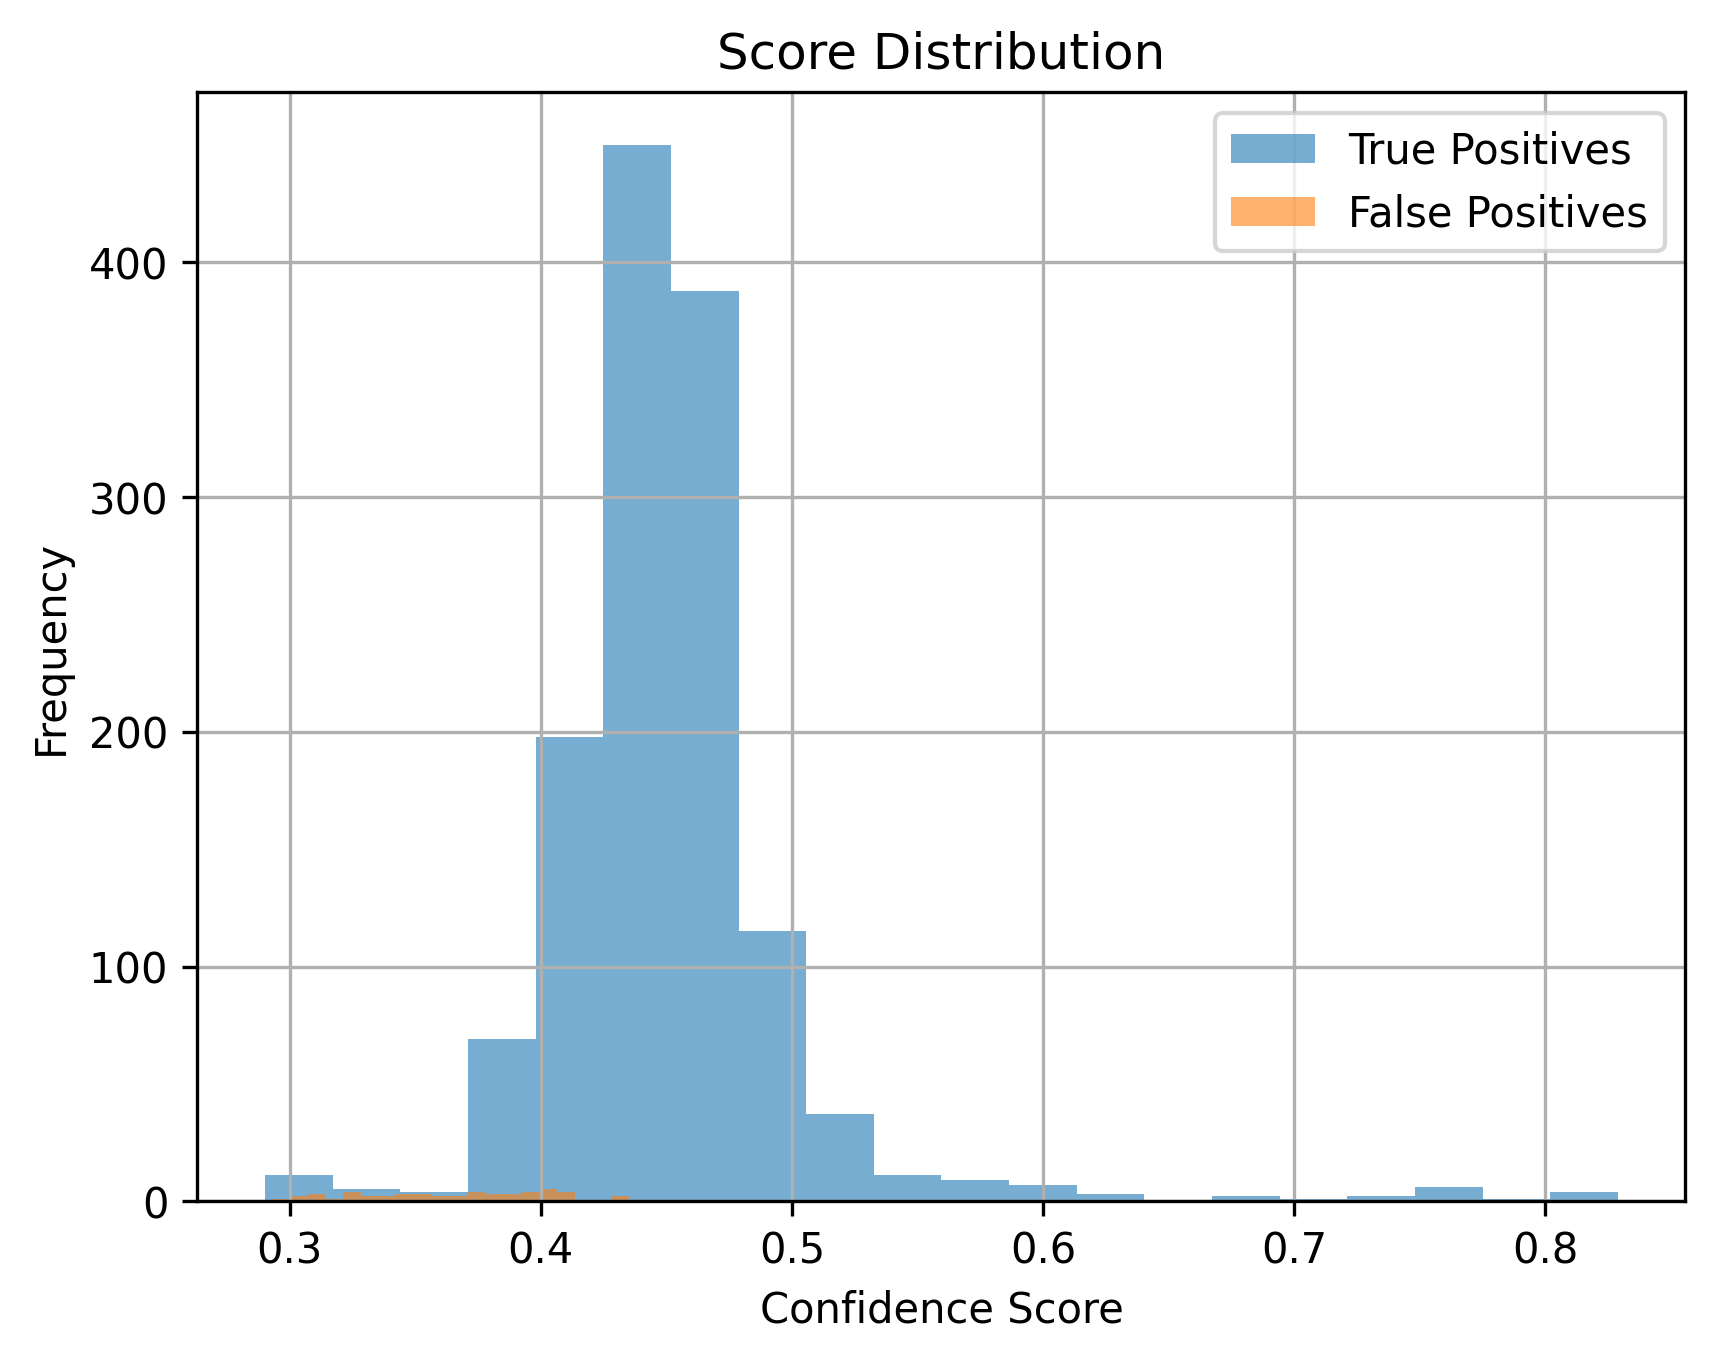 Score Distribution
True Positives
False Positives
400
300
200
100
0
Frequency
0.3 0.4 0.5 0.6 0.7 0.8
Confidence Score